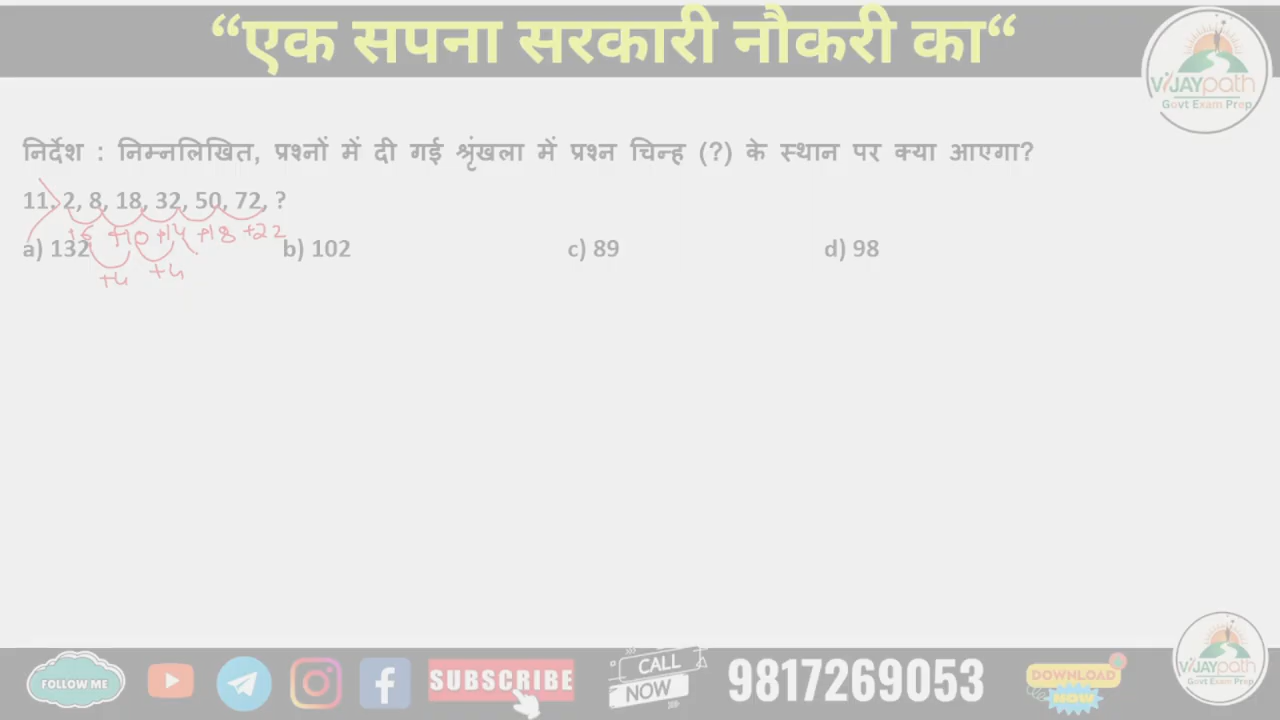 “एक सपना सरकारी नौकरी का“
VIJAYpath
Govt Exam Prep
निर्देश : निम्नलिखित, प्रश्नों में दी गई श्रृंखला में प्रश्न चिन्ह (?) के स्थान पर क्या आएगा?
11. 2, 8, 18, 32, 50, 72, ?
+6 +10 +14 +18 +22
a) 132 b) 102 c) 89 d) 98
+4 +4
VIJAYpath
Govt Exam Prep
FOLLOW ME
SUBSCRIBE
CALL
NOW
9817269053
DOWNLOAD
NOW